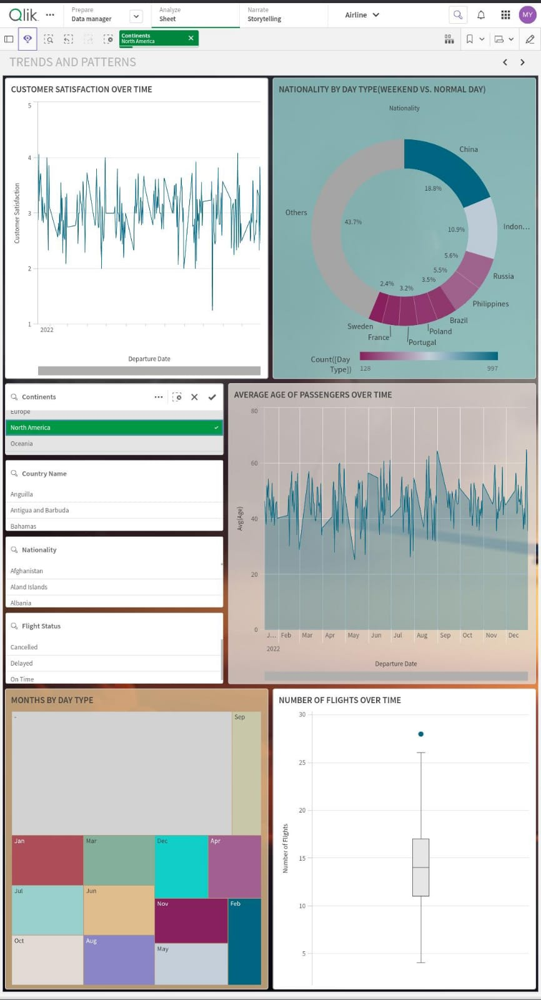 Qlik
Prepare
Data manager
Analyze
Sheet
Narrate
Storytelling
Airline
MY
Continents
North America
TRENDS AND PATTERNS
CUSTOMER SATISFACTION OVER TIME
5
4
3
2
1
Customer Satisfaction
2022
Departure Date
NATIONALITY BY DAY TYPE(WEEKEND VS. NORMAL DAY)
Nationality
China
18.8%
Others
43.7%
Indon...
10.9%
5.6%
Russia
5.5%
Philippines
3.5%
Brazil
3.2%
2.4%
Poland
Sweden
France
Portugal
Count([Day
Type])
128
997
Continents
Europe
North America
Oceania
Country Name
Anguilla
Antigua and Barbuda
Bahamas
Nationality
Afghanistan
Aland Islands
Albania
Flight Status
Cancelled
Delayed
On Time
AVERAGE AGE OF PASSENGERS OVER TIME
80
60
40
20
0
Avg(Age)
J... Feb Mar Apr May Jun Jul Aug Sep Oct Nov Dec
2022
Departure Date
MONTHS BY DAY TYPE
-
Sep
Jan
Mar
Dec
Apr
Jul
Jun
Nov
Feb
Oct
Aug
May
NUMBER OF FLIGHTS OVER TIME
30
25
20
15
10
5
Number of Flights